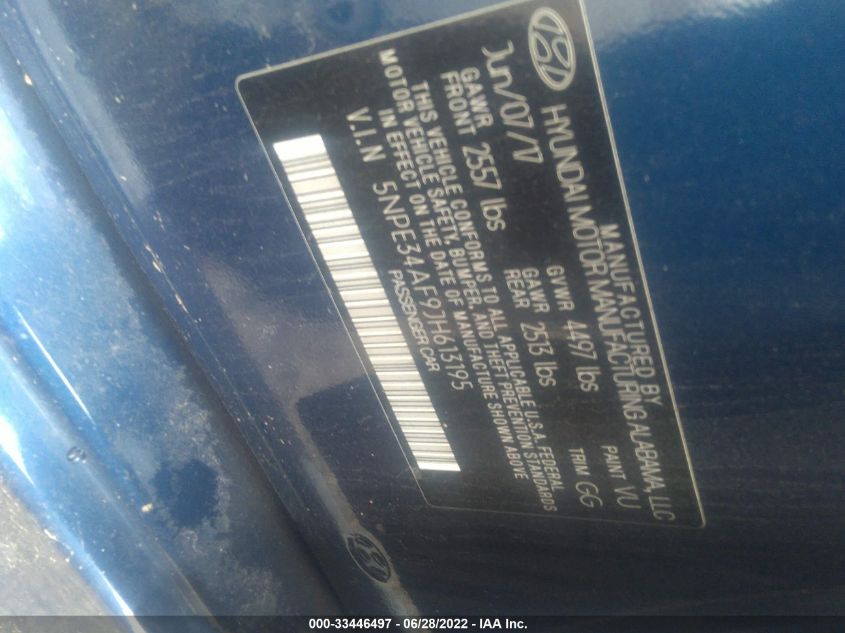 MANUFACTURED BY
HYUNDAI MOTOR MANUFACTURING ALABAMA, LLC
Jun/07/17
GVWR 4497 lbs
PAINT VU
GAWR FRONT 2557 lbs
GAWR REAR 2513 lbs
TRIM GG
THIS VEHICLE CONFORMS TO ALL APPLICABLE U.S.A. FEDERAL
MOTOR VEHICLE SAFETY, BUMPER, AND THEFT PREVENTION STANDARDS
IN EFFECT ON THE DATE OF MANUFACTURE SHOWN ABOVE
V.I.N 5NPE34AF9JH613195
PASSENGER CAR
000-33446497 - 06/28/2022 - IAA Inc.